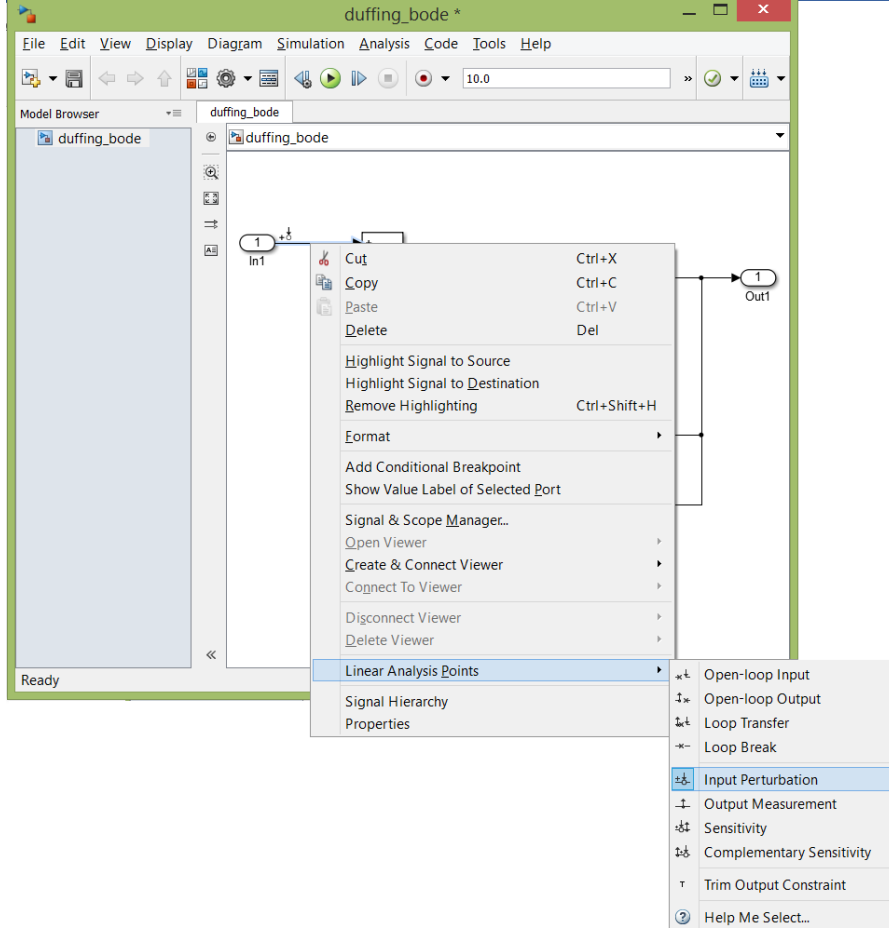 duffing_bode *
File Edit View Display Diagram Simulation Analysis Code Tools Help
10.0
»
Model Browser
duffing_bode
duffing_bode
duffing_bode
1
In1
1
Out1
Cut Ctrl+X
Copy Ctrl+C
Paste Ctrl+V
Delete Del
Highlight Signal to Source
Highlight Signal to Destination
Remove Highlighting Ctrl+Shift+H
Format
Add Conditional Breakpoint
Show Value Label of Selected Port
Signal & Scope Manager...
Open Viewer
Create & Connect Viewer
Connect To Viewer
Disconnect Viewer
Delete Viewer
Linear Analysis Points
Signal Hierarchy
Properties
Ready
Open-loop Input
Open-loop Output
Loop Transfer
Loop Break
Input Perturbation
Output Measurement
Sensitivity
Complementary Sensitivity
T Trim Output Constraint
? Help Me Select...